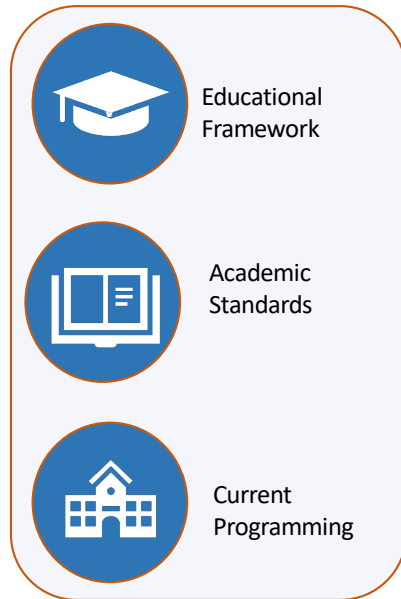 Educational
Framework
Academic
Standards
Current
Programming